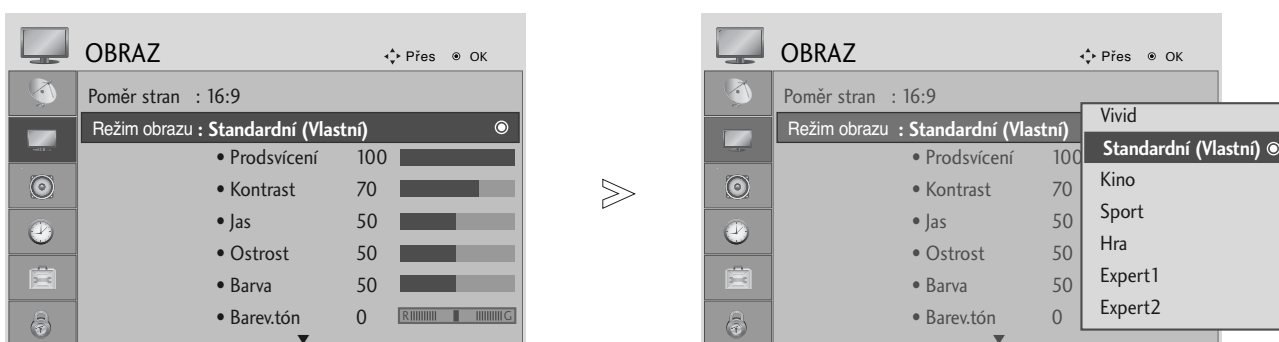 OBRAZ
Přes OK
Poměr stran : 16:9
Režim obrazu : Standardní (Vlastní)
• Prodsvícení 100
• Kontrast 70
• Jas 50
• Ostrost 50
• Barva 50
• Barev.tón 0
R G
OBRAZ
Přes OK
Poměr stran : 16:9
Režim obrazu : Standardní (Vlastní)
• Prodsvícení 100
• Kontrast 70
• Jas 50
• Ostrost 50
• Barva 50
• Barev.tón 0
Vivid
Standardní (Vlastní)
Kino
Sport
Hra
Expert1
Expert2